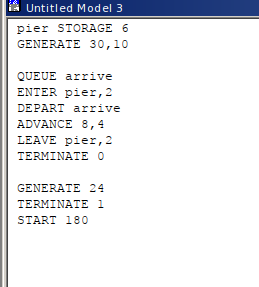 Untitled Model 3
pier STORAGE 6
GENERATE 30,10
QUEUE arrive
ENTER pier,2
DEPART arrive
ADVANCE 8,4
LEAVE pier,2
TERMINATE 0
GENERATE 24
TERMINATE 1
START 180